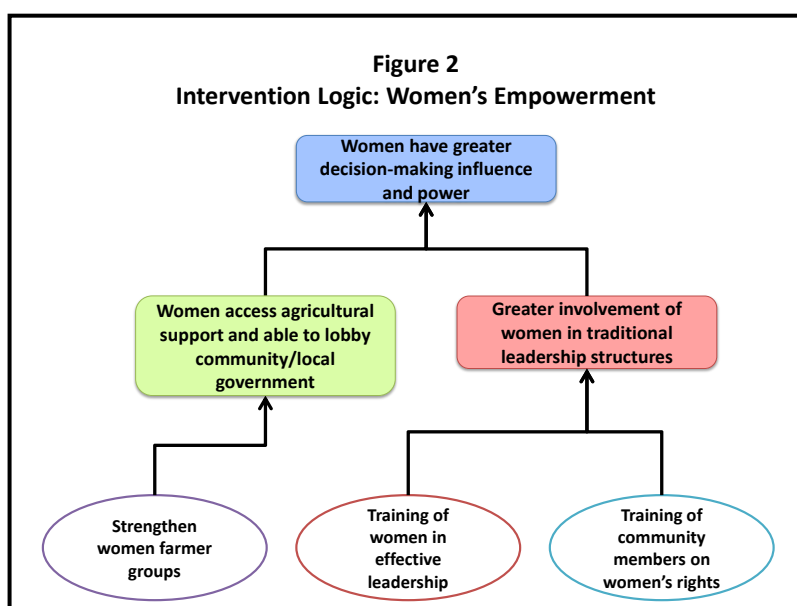 Figure 2
Intervention Logic: Women’s Empowerment
Women have greater
decision-making influence
and power
Women access agricultural
support and able to lobby
community/local
government
Greater involvement of
women in traditional
leadership structures
Strengthen
women farmer
groups
Training of
women in
effective
leadership
Training of
community
members on
women’s rights